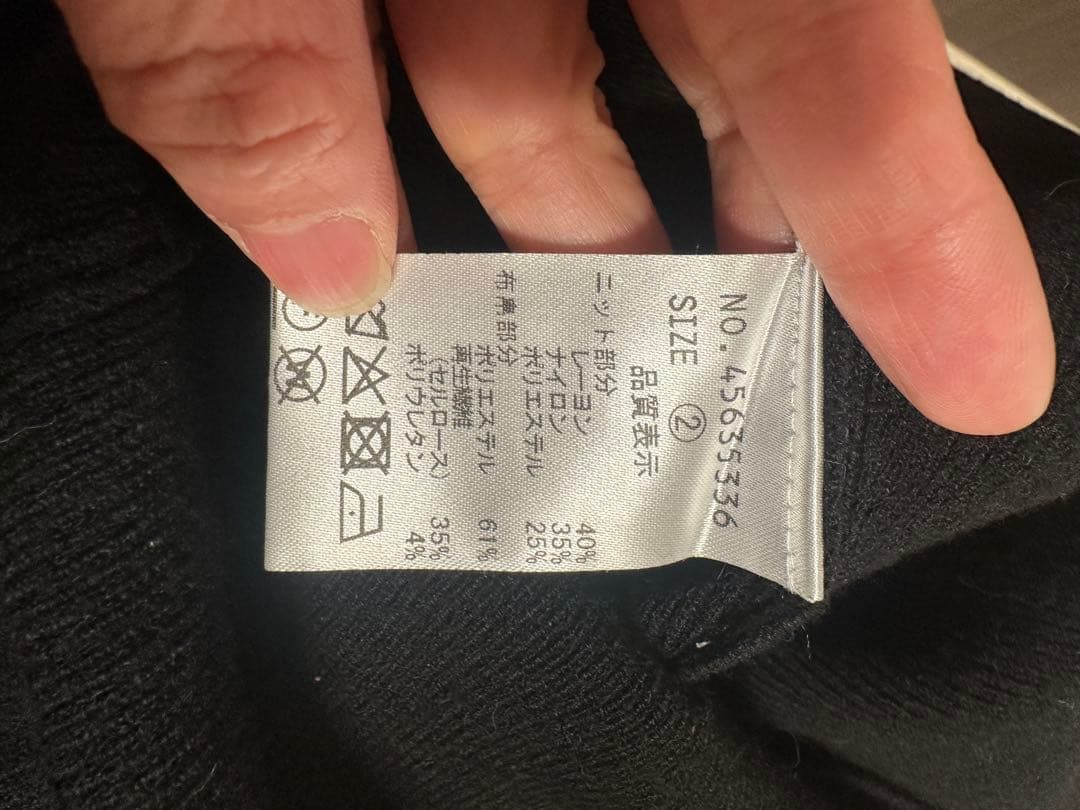 NO. 45635336
SIZE ②
品質表示
ニット部分
レーヨン 40%
ナイロン 35%
ポリエステル 25%
布帛部分
ポリエステル 61%
再生繊維
(セルロース) 35%
ポリウレタン 4%